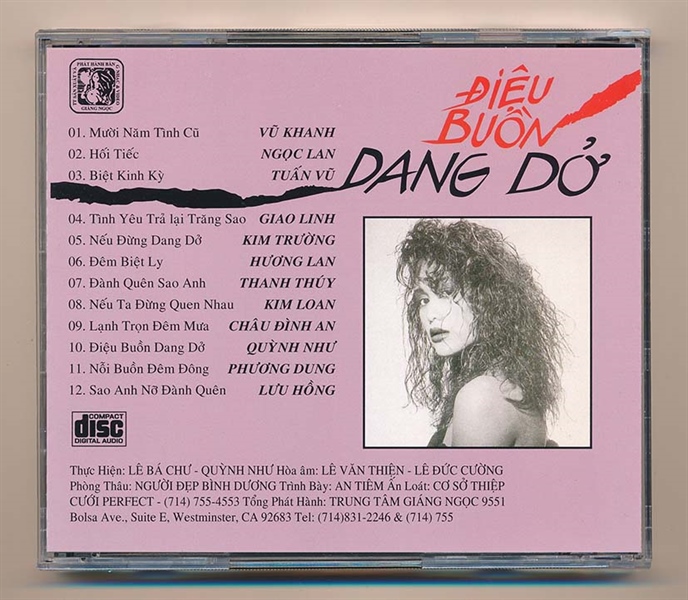 PHÁT HÀNH BĂNG NHẠC & VIDEO
GIÁNG NGỌC
ĐIỆU
BUỒN
DANG DỞ
01. Mười Năm Tình Cũ VŨ KHANH
02. Hối Tiếc NGỌC LAN
03. Biệt Kinh Kỳ TUẤN VŨ
04. Tình Yêu Trả lại Trăng Sao GIAO LINH
05. Nếu Đừng Dang Dở KIM TRƯỜNG
06. Đêm Biệt Ly HƯƠNG LAN
07. Đành Quên Sao Anh THANH THÚY
08. Nếu Ta Đừng Quen Nhau KIM LOAN
09. Lạnh Trọn Đêm Mưa CHÂU ĐÌNH AN
10. Điệu Buồn Dang Dở QUỲNH NHƯ
11. Nỗi Buồn Đêm Đông PHƯƠNG DUNG
12. Sao Anh Nỡ Đành Quên LƯU HỒNG
COMPACT
disc
DIGITAL AUDIO
Thực Hiện: LÊ BÁ CHƯ - QUỲNH NHƯ Hòa âm: LÊ VĂN THIỆN - LÊ ĐỨC CƯỜNG
Phòng Thâu: NGƯỜI ĐẸP BÌNH DƯƠNG Trình Bày: AN TIÊM Ấn Loát: CƠ SỞ THIỆP
CƯỚI PERFECT - (714) 755-4553 Tổng Phát Hành: TRUNG TÂM GIÁNG NGỌC 9551
Bolsa Ave., Suite E, Westminster, CA 92683 Tel: (714)831-2246 & (714) 755